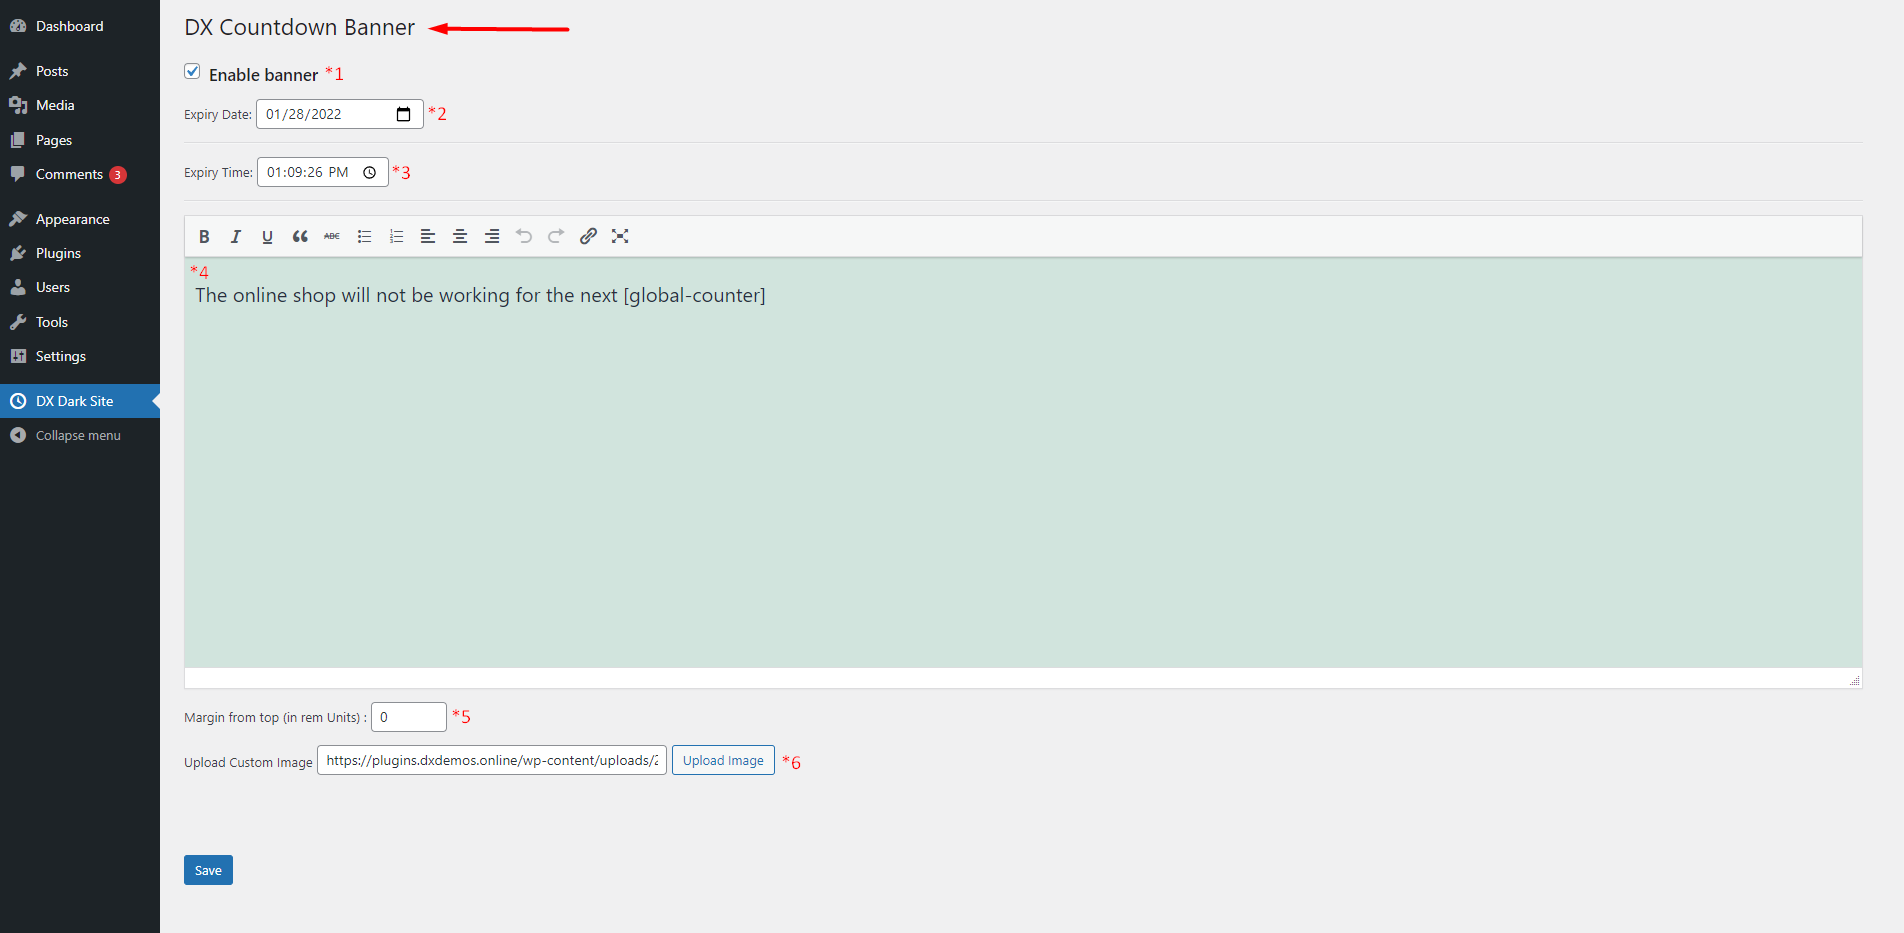 Dashboard
Posts
Media
Pages
Comments 3
Appearance
Plugins
Users
Tools
Settings
DX Dark Site
Collapse menu
DX Countdown Banner
Enable banner *1
Expiry Date: 01/28/2022 *2
Expiry Time: 01:09:26 PM *3
B I U ABC
*4
The online shop will not be working for the next [global-counter]
Margin from top (in rem Units) : 0 *5
Upload Custom Image https://plugins.dxdemos.online/wp-content/uploads/2 Upload Image *6
Save